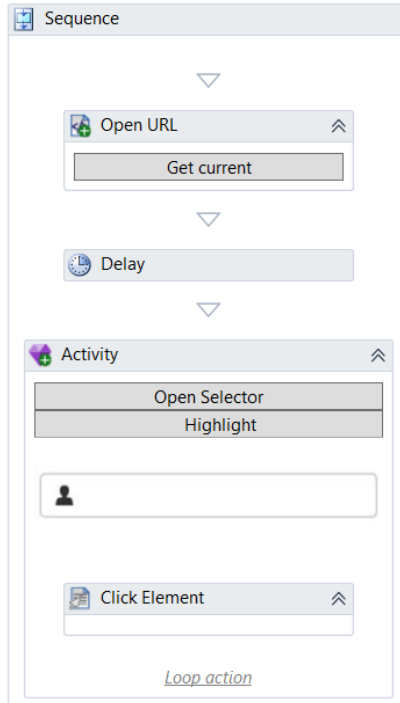 Sequence
Open URL
Get current
Delay
Activity
Open Selector
Highlight
Click Element
Loop action